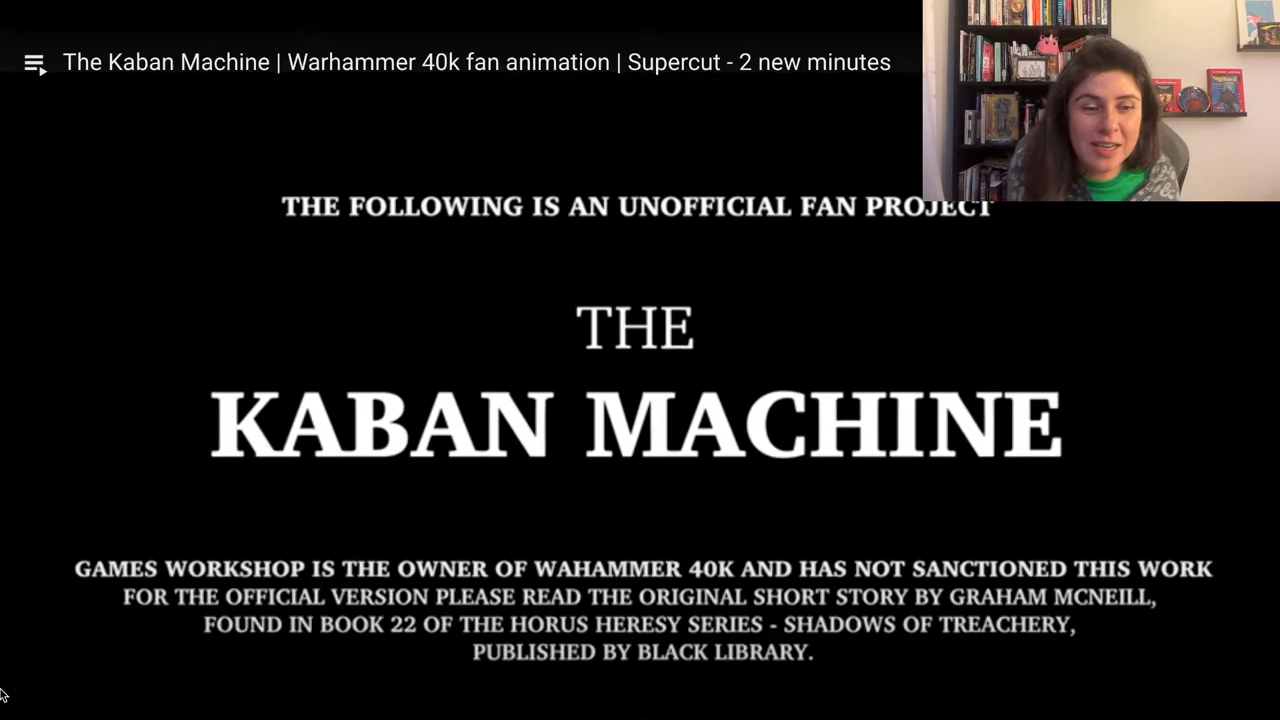 The Kaban Machine | Warhammer 40k fan animation | Supercut - 2 new minutes
THE FOLLOWING IS AN UNOFFICIAL FAN PROJECT
THE
KABAN MACHINE
GAMES WORKSHOP IS THE OWNER OF WAHAMMER 40K AND HAS NOT SANCTIONED THIS WORK
FOR THE OFFICIAL VERSION PLEASE READ THE ORIGINAL SHORT STORY BY GRAHAM MCNEILL,
FOUND IN BOOK 22 OF THE HORUS HERESY SERIES - SHADOWS OF TREACHERY,
PUBLISHED BY BLACK LIBRARY.